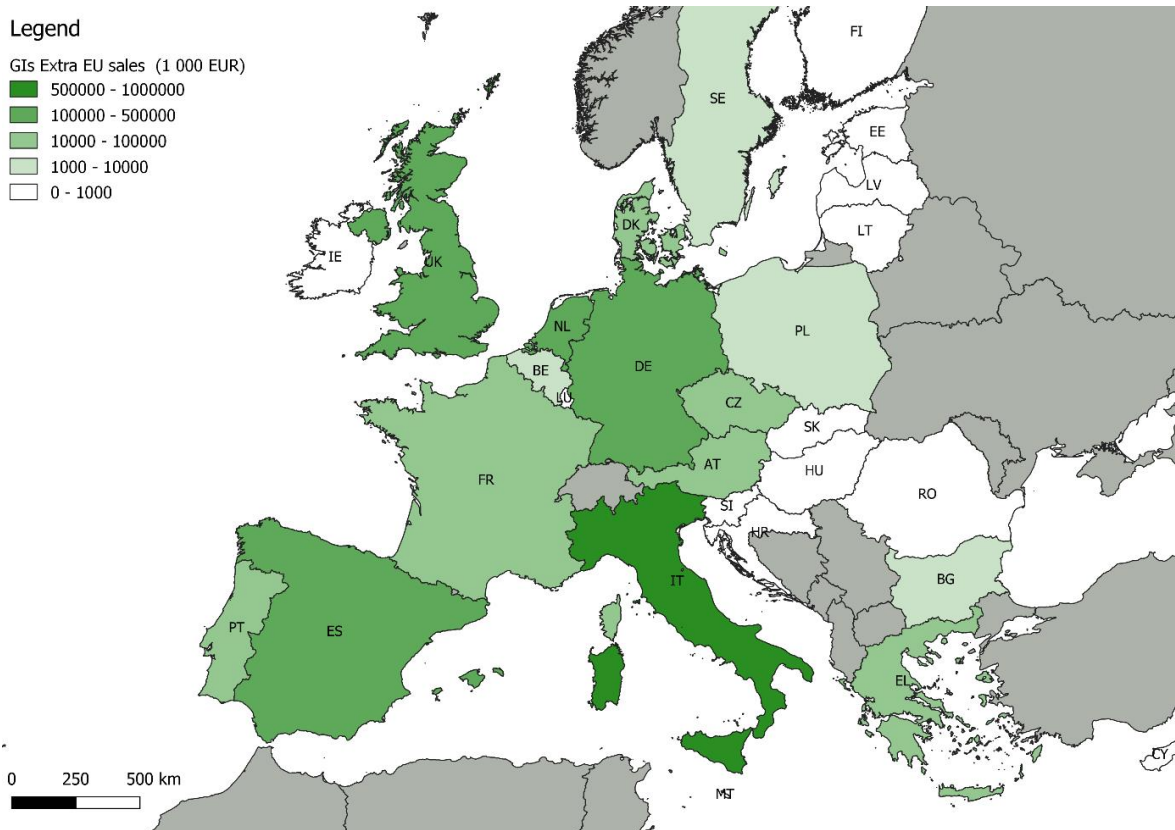 Legend
GIs Extra EU sales (1 000 EUR)
500000 - 1000000
100000 - 500000
10000 - 100000
1000 - 10000
0 - 1000
FI
SE
EE
LV
DK
LT
IE
UK
NL
PL
BE
DE
LU
CZ
SK
AT
HU
FR
RO
SI
HR
IT
BG
PT
ES
EL
CY
0 250 500 km